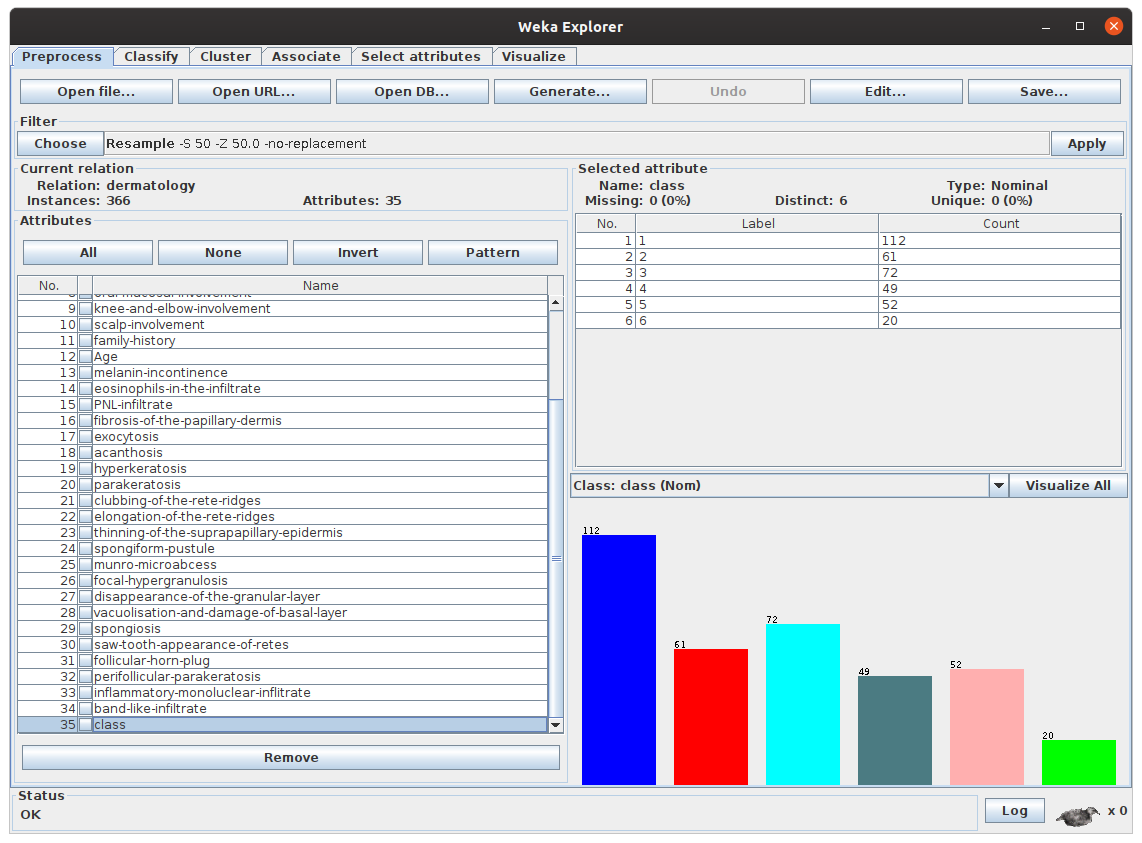 Weka Explorer
Preprocess Classify Cluster Associate Select attributes Visualize
Open file... Open URL... Open DB... Generate... Undo Edit... Save...
Filter
Choose Resample -S 50 -Z 50.0 -no-replacement Apply
Current relation
Relation: dermatology
Instances: 366 Attributes: 35
Attributes
All None Invert Pattern
No. Name
9 knee-and-elbow-involvement
10 scalp-involvement
11 family-history
12 Age
13 melanin-incontinence
14 eosinophils-in-the-infiltrate
15 PNL-infiltrate
16 fibrosis-of-the-papillary-dermis
17 exocytosis
18 acanthosis
19 hyperkeratosis
20 parakeratosis
21 clubbing-of-the-rete-ridges
22 elongation-of-the-rete-ridges
23 thinning-of-the-suprapapillary-epidermis
24 spongiform-pustule
25 munro-microabcess
26 focal-hypergranulosis
27 disappearance-of-the-granular-layer
28 vacuolisation-and-damage-of-basal-layer
29 spongiosis
30 saw-tooth-appearance-of-retes
31 follicular-horn-plug
32 perifollicular-parakeratosis
33 inflammatory-monoluclear-inflitrate
34 band-like-infiltrate
35 class
Remove
Selected attribute
Name: class Type: Nominal
Missing: 0 (0%) Distinct: 6 Unique: 0 (0%)
No. Label Count
1 1 112
2 2 61
3 3 72
4 4 49
5 5 52
6 6 20
Class: class (Nom) Visualize All
112
61
72
49
52
20
Status
OK
Log x 0